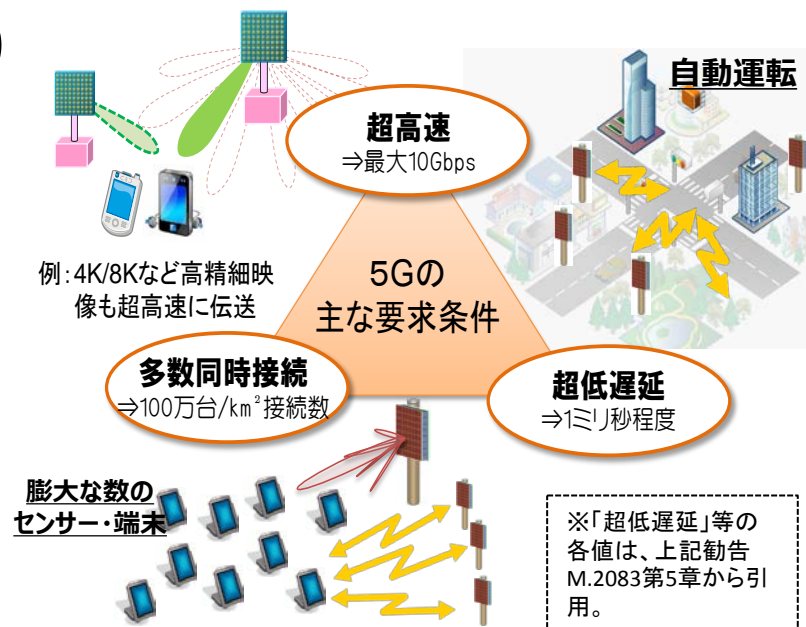 )
自動運転
超高速
⇒最大10Gbps
例：4K/8Kなど高精細映
像も超高速に伝送
5Gの
主な要求条件
多数同時接続
⇒100万台/km²接続数
超低遅延
⇒1ミリ秒程度
膨大な数の
センサー・端末
※「超低遅延」等の
各値は、上記勧告
M.2083第5章から引
用。